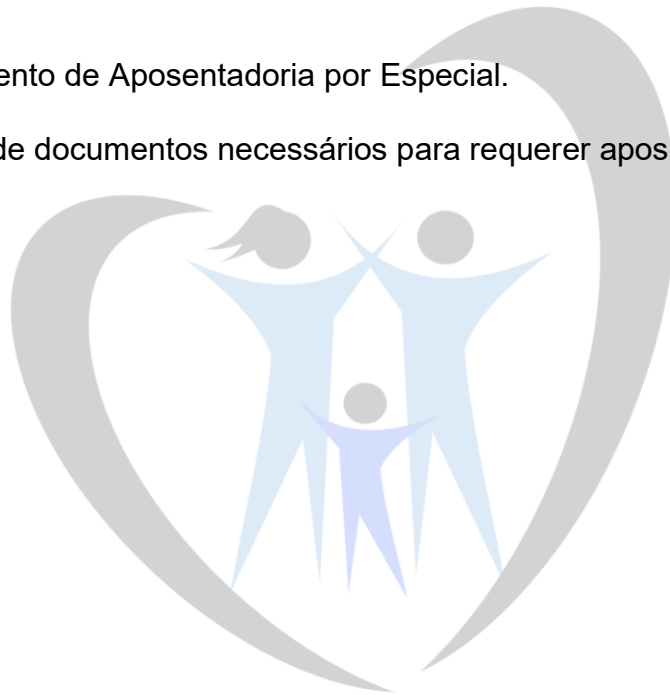 ento de Aposentadoria por Especial.
de documentos necessários para requerer apos